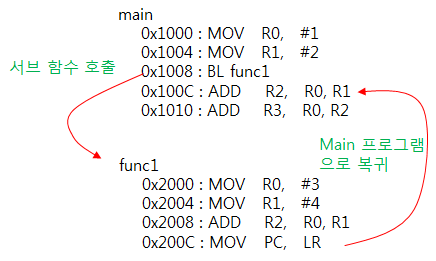 main
0x1000 : MOV R0, #1
0x1004 : MOV R1, #2
서브 함수 호출
0x1008 : BL func1
0x100C : ADD R2, R0, R1
0x1010 : ADD R3, R0, R2
Main 프로그램
으로 복귀
func1
0x2000 : MOV R0, #3
0x2004 : MOV R1, #4
0x2008 : ADD R2, R0, R1
0x200C : MOV PC, LR